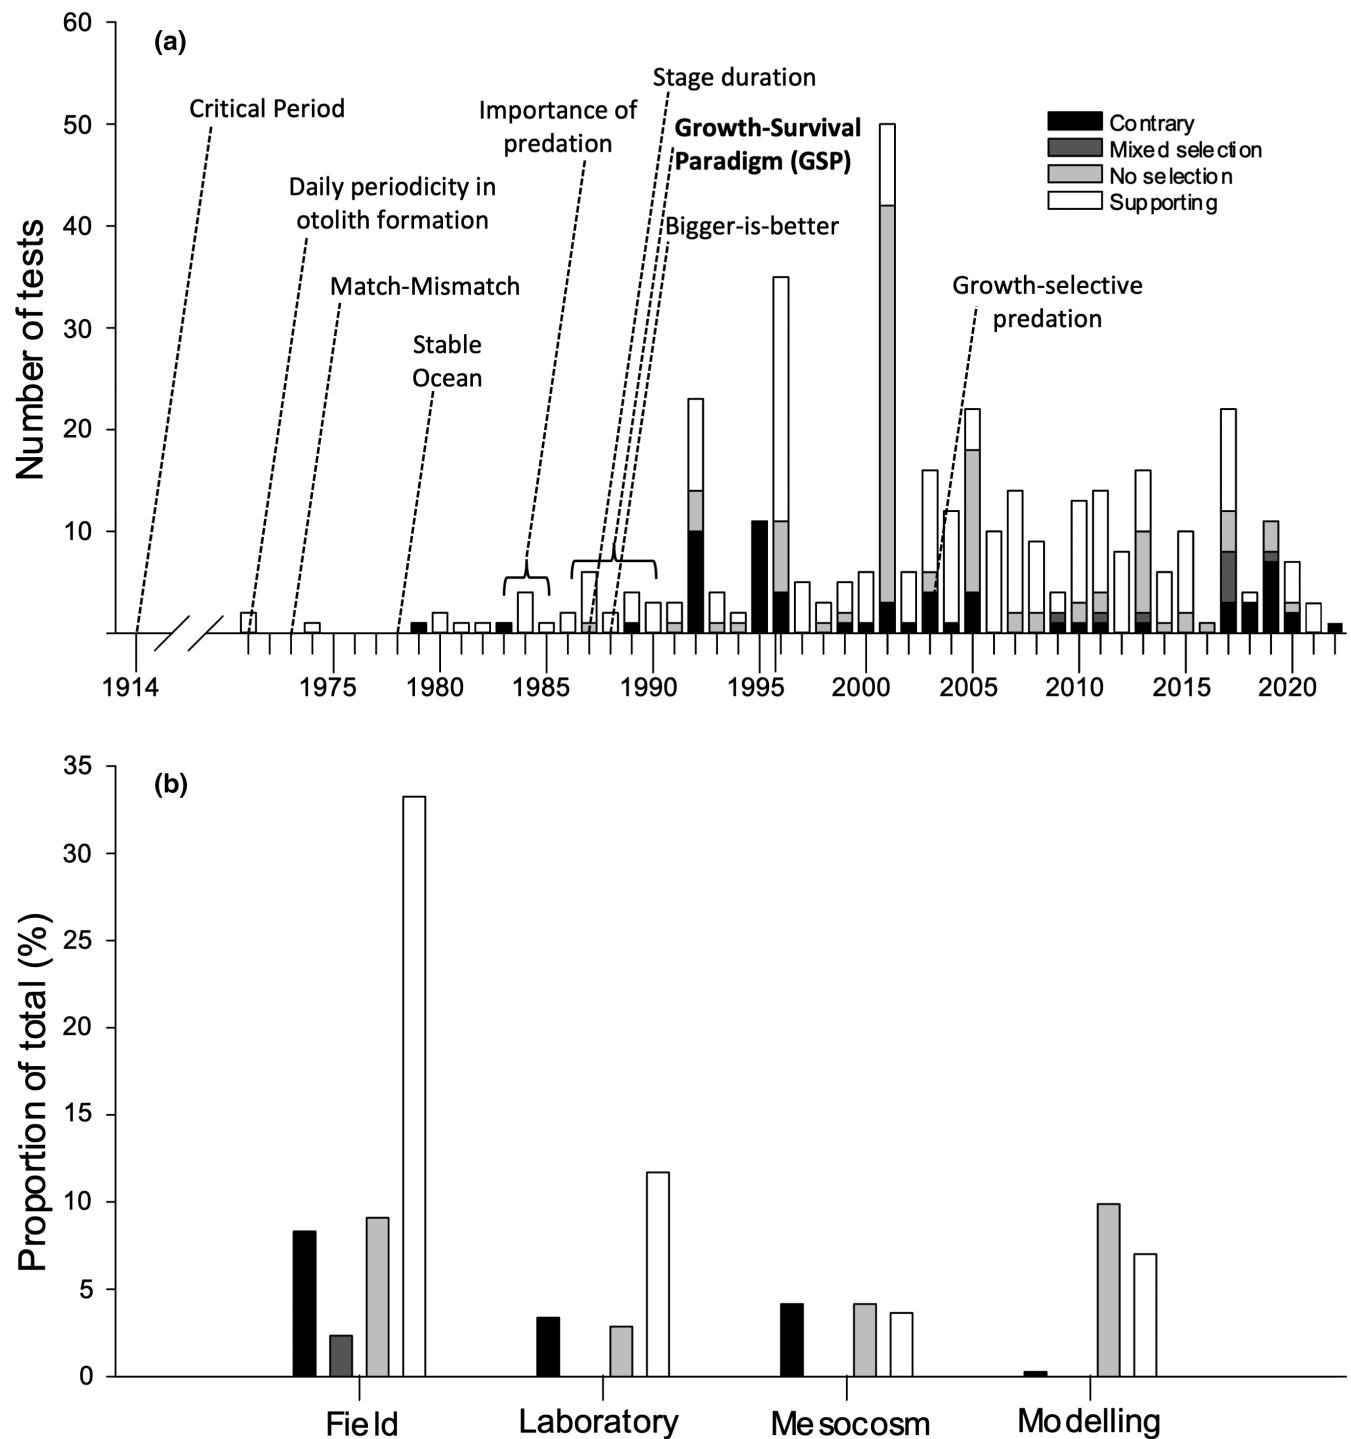 (a)
60
50
40
30
20
10
Number of tests
Critical Period
Daily periodicity in
otolith formation
Match-Mismatch
Stable
Ocean
Importance of
predation
Stage duration
Growth-Survival
Paradigm (GSP)
Bigger-is-better
Growth-selective
predation
Contrary
Mixed selection
No selection
Supporting
1914
1975
1980
1985
1990
1995
2000
2005
2010
2015
2020
(b)
35
30
25
20
15
10
5
0
Proportion of total (%)
Field
Laboratory
Mesocosm
Modelling